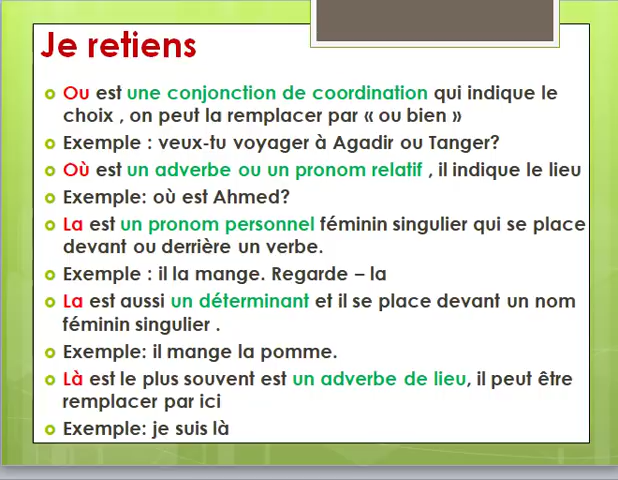 Je retiens
Ou est une conjonction de coordination qui indique le
choix , on peut la remplacer par « ou bien »
Exemple : veux-tu voyager à Agadir ou Tanger?
Où est un adverbe ou un pronom relatif , il indique le lieu
Exemple: où est Ahmed?
La est un pronom personnel féminin singulier qui se place
devant ou derrière un verbe.
Exemple : il la mange. Regarde – la
La est aussi un déterminant et il se place devant un nom
féminin singulier .
Exemple: il mange la pomme.
Là est le plus souvent est un adverbe de lieu, il peut être
remplacer par ici
Exemple: je suis là